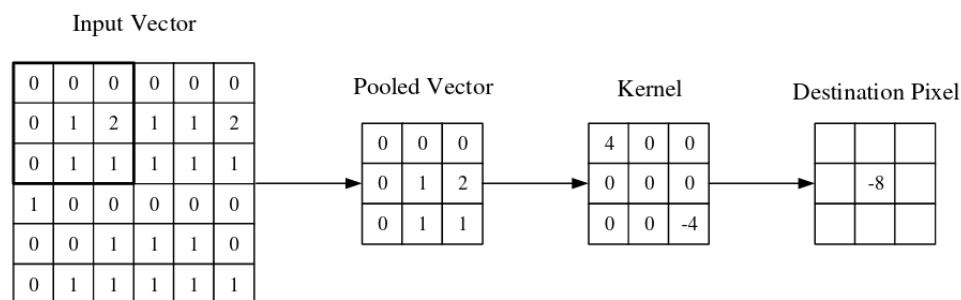 Input Vector
Pooled Vector
Kernel
Destination Pixel
0 0 0 0 0 0
0 1 2 1 1 2
0 1 1 1 1 1
1 0 0 0 0 0
0 0 1 1 1 0
0 1 1 1 1 1
0 0 0
0 1 2
0 1 1
4 0 0
0 0 0
0 0 -4
-8